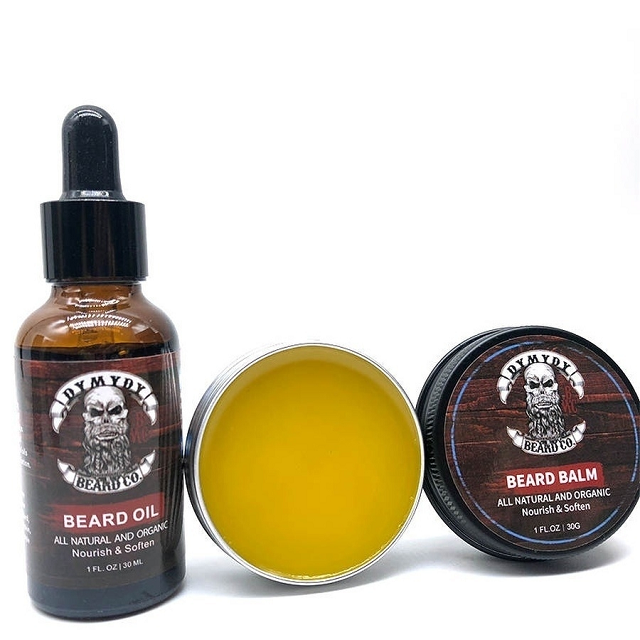 DYMYDY
BEARD CO.
BEARD OIL
ALL NATURAL AND ORGANIC
Nourish & Soften
1 FL. OZ | 30 ML
DYMYDY
BEARD CO.
BEARD BALM
ALL NATURAL AND ORGANIC
Nourish & Soften
1 FL.OZ | 30G